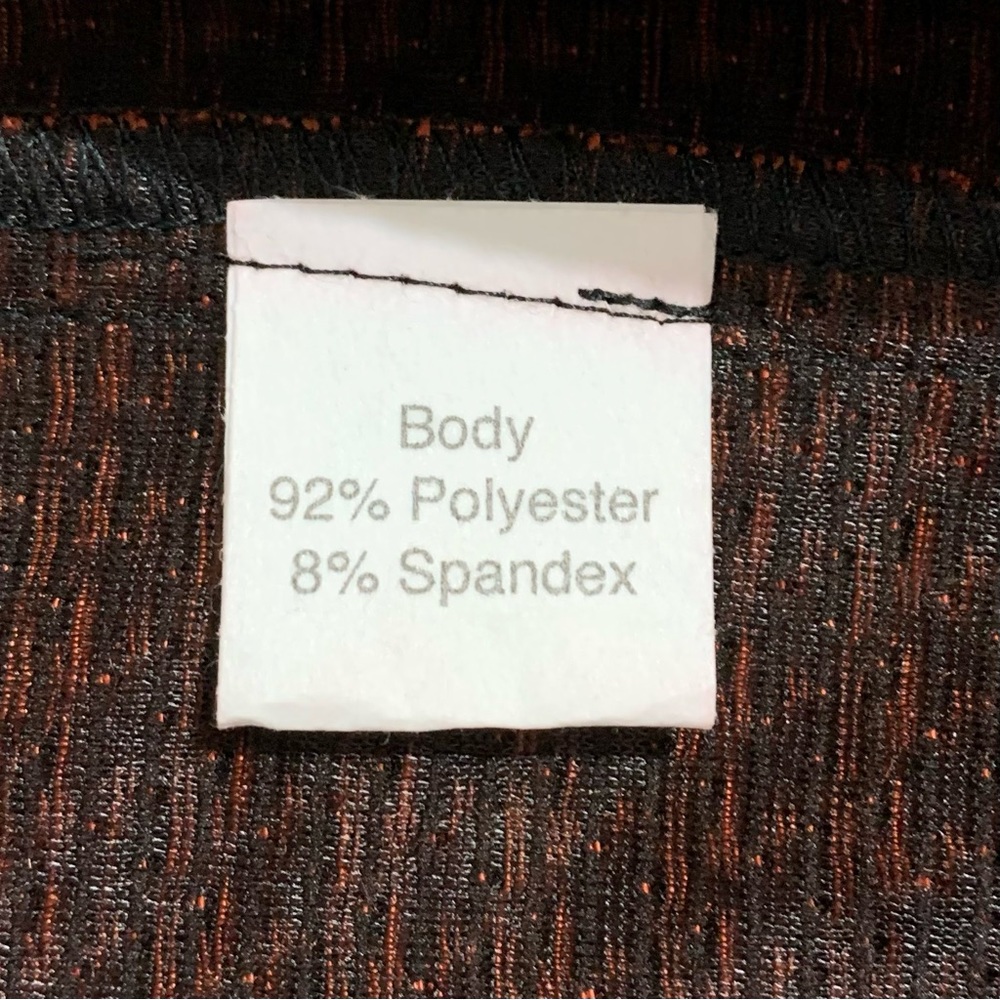 Body
92% Polyester
8% Spandex